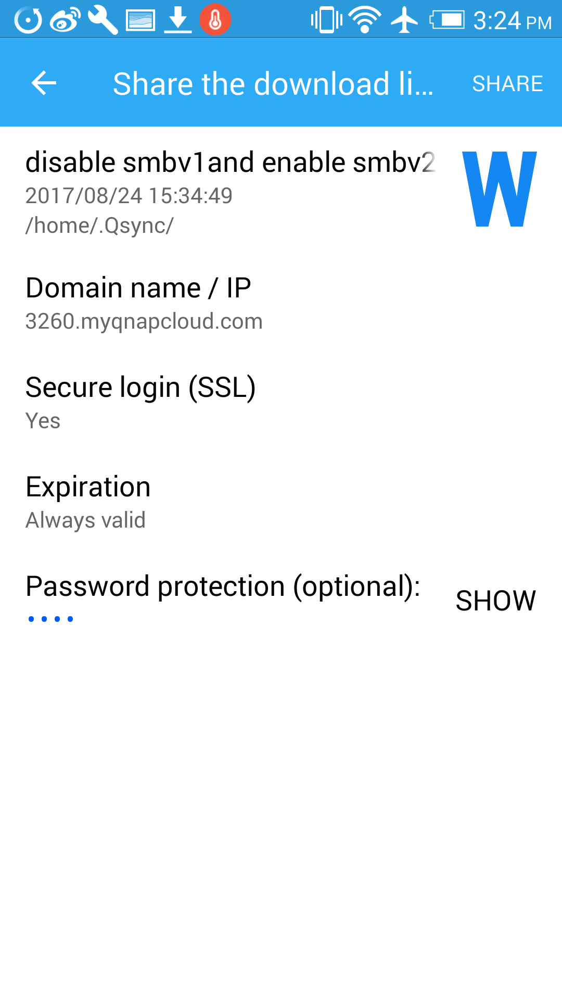 3:24 PM
Share the download li... SHARE
disable smbv1and enable smbv2
2017/08/24 15:34:49
/home/.Qsync/
W
Domain name / IP
3260.myqnapcloud.com
Secure login (SSL)
Yes
Expiration
Always valid
Password protection (optional):
SHOW